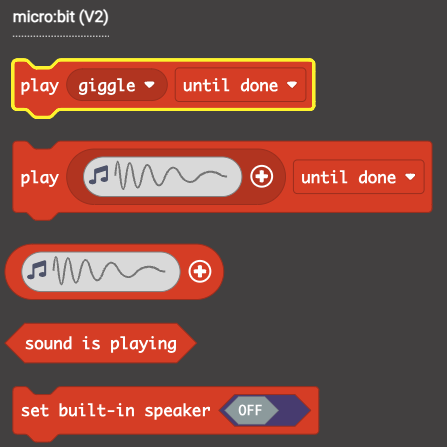 micro:bit (V2)
play giggle until done
play until done
sound is playing
set built-in speaker OFF